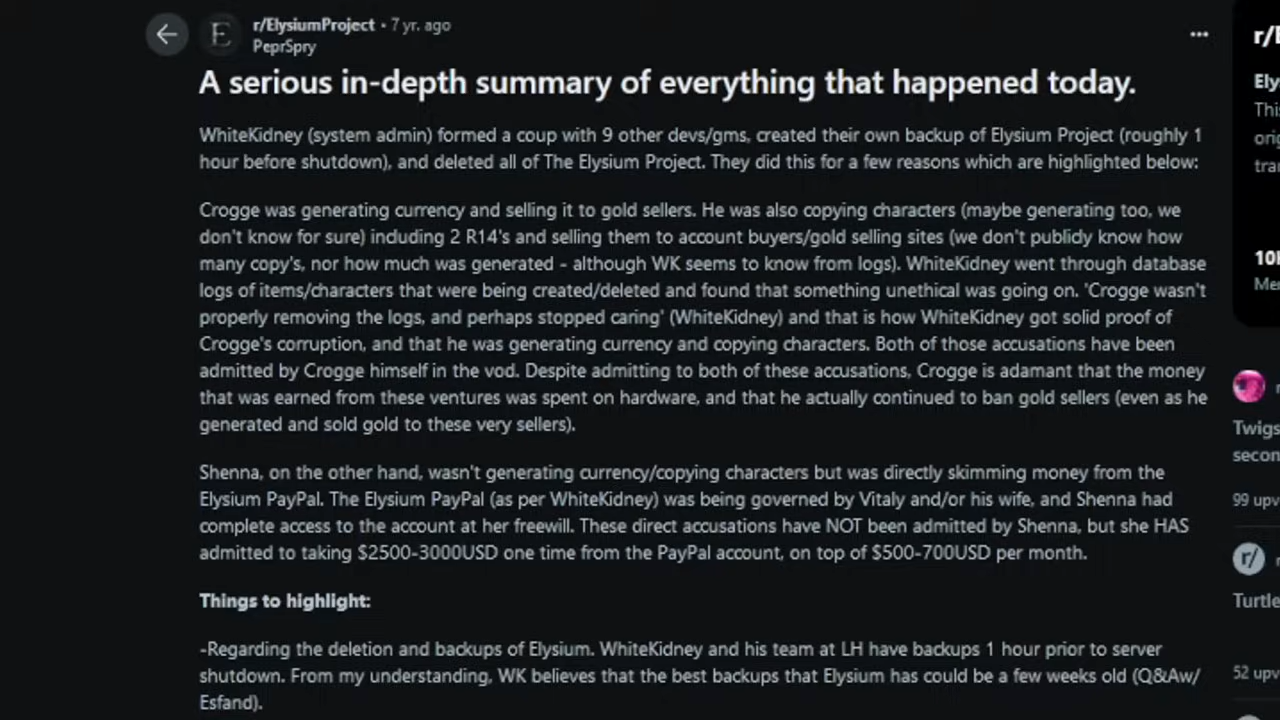 r/ElysiumProject • 7 yr. ago
PeprSpry
A serious in-depth summary of everything that happened today.
WhiteKidney (system admin) formed a coup with 9 other devs/gms, created their own backup of Elysium Project (roughly 1
hour before shutdown), and deleted all of The Elysium Project. They did this for a few reasons which are highlighted below:
Crogge was generating currency and selling it to gold sellers. He was also copying characters (maybe generating too, we
don't know for sure) including 2 R14's and selling them to account buyers/gold selling sites (we don't publicly know how
many copy's, nor how much was generated - although WK seems to know from logs). WhiteKidney went through database
logs of items/characters that were being created/deleted and found that something unethical was going on. 'Crogge wasn't
properly removing the logs, and perhaps stopped caring' (WhiteKidney) and that is how WhiteKidney got solid proof of
Crogge's corruption, and that he was generating currency and copying characters. Both of those accusations have been
admitted by Crogge himself in the vod. Despite admitting to both of these accusations, Crogge is adamant that the money
that was earned from these ventures was spent on hardware, and that he actually continued to ban gold sellers (even as he
generated and sold gold to these very sellers).
Shenna, on the other hand, wasn't generating currency/copying characters but was directly skimming money from the
Elysium PayPal. The Elysium PayPal (as per WhiteKidney) was being governed by Vitaly and/or his wife, and Shenna had
complete access to the account at her freewill. These direct accusations have NOT been admitted by Shenna, but she HAS
admitted to taking $2500-3000USD one time from the PayPal account, on top of $500-700USD per month.
Things to highlight:
-Regarding the deletion and backups of Elysium. WhiteKidney and his team at LH have backups 1 hour prior to server
shutdown. From my understanding, WK believes that the best backups that Elysium has could be a few weeks old (Q&Aw/
Esfand).
r/E
Ely
This
orig
tra
10
Me
Twigs
secon
99 upv
r/
Turtle
52 upv